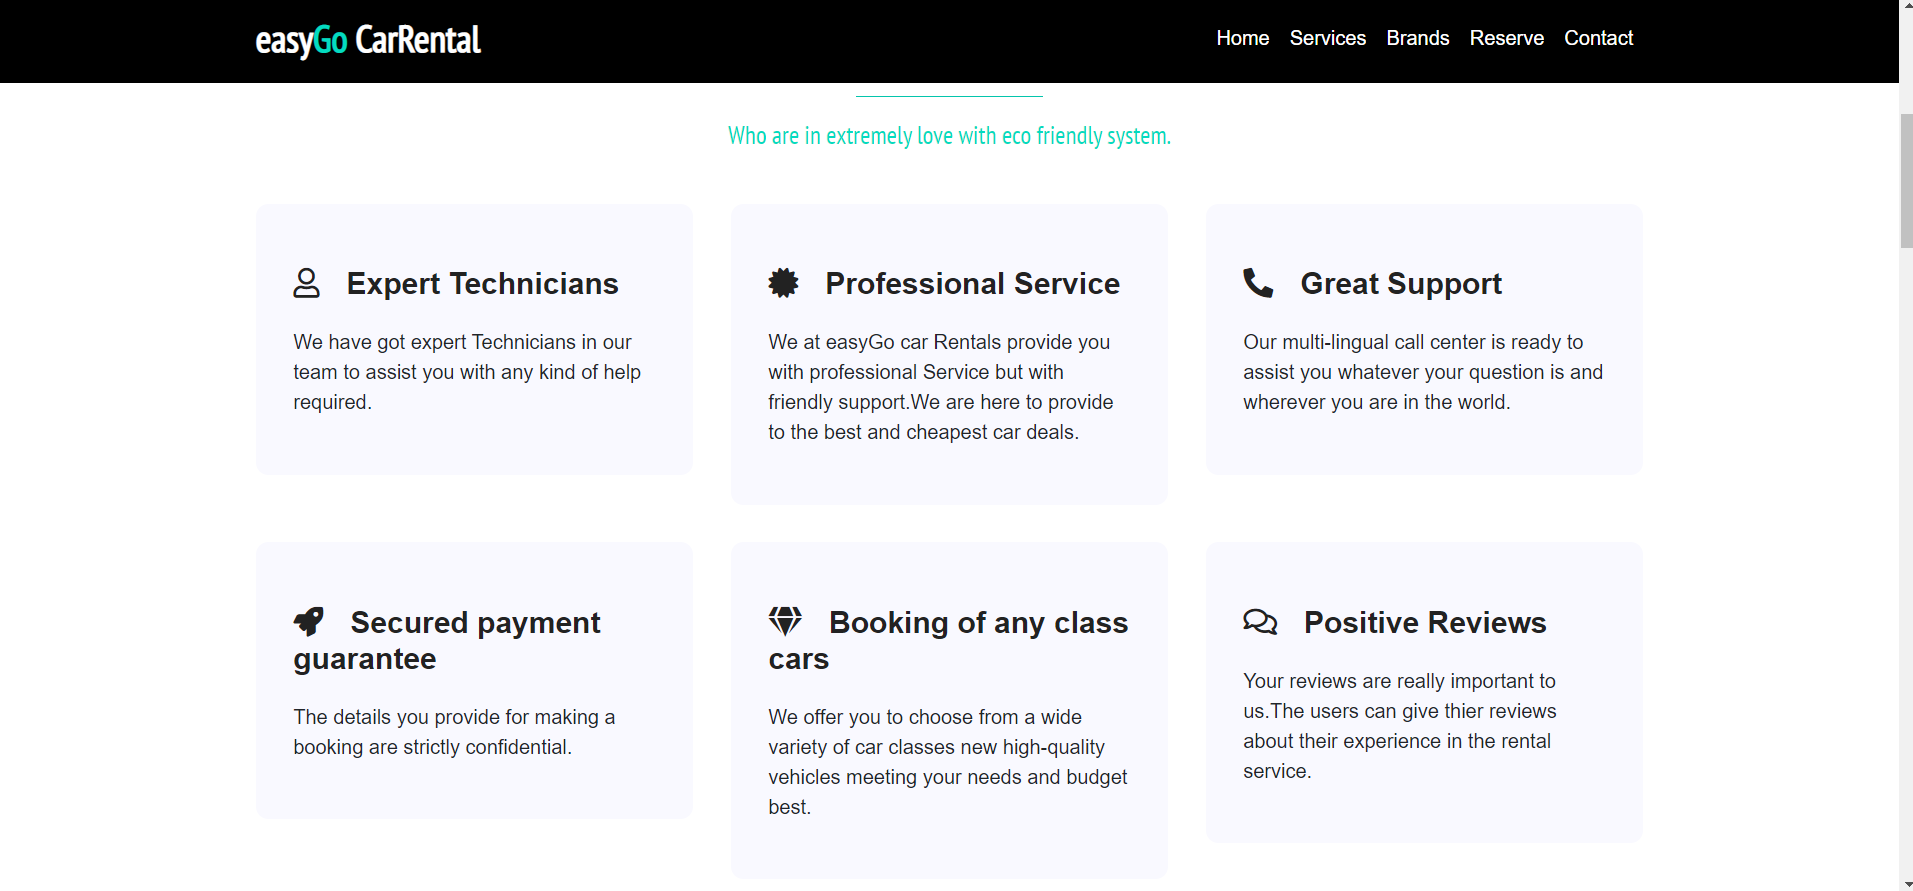 easyGo CarRental
Home Services Brands Reserve Contact
Who are in extremely love with eco friendly system.
Expert Technicians
We have got expert Technicians in our
team to assist you with any kind of help
required.
Professional Service
We at easyGo car Rentals provide you
with professional Service but with
friendly support.We are here to provide
to the best and cheapest car deals.
Great Support
Our multi-lingual call center is ready to
assist you whatever your question is and
wherever you are in the world.
Secured payment
guarantee
The details you provide for making a
booking are strictly confidential.
Booking of any class
cars
We offer you to choose from a wide
variety of car classes new high-quality
vehicles meeting your needs and budget
best.
Positive Reviews
Your reviews are really important to
us.The users can give thier reviews
about their experience in the rental
service.